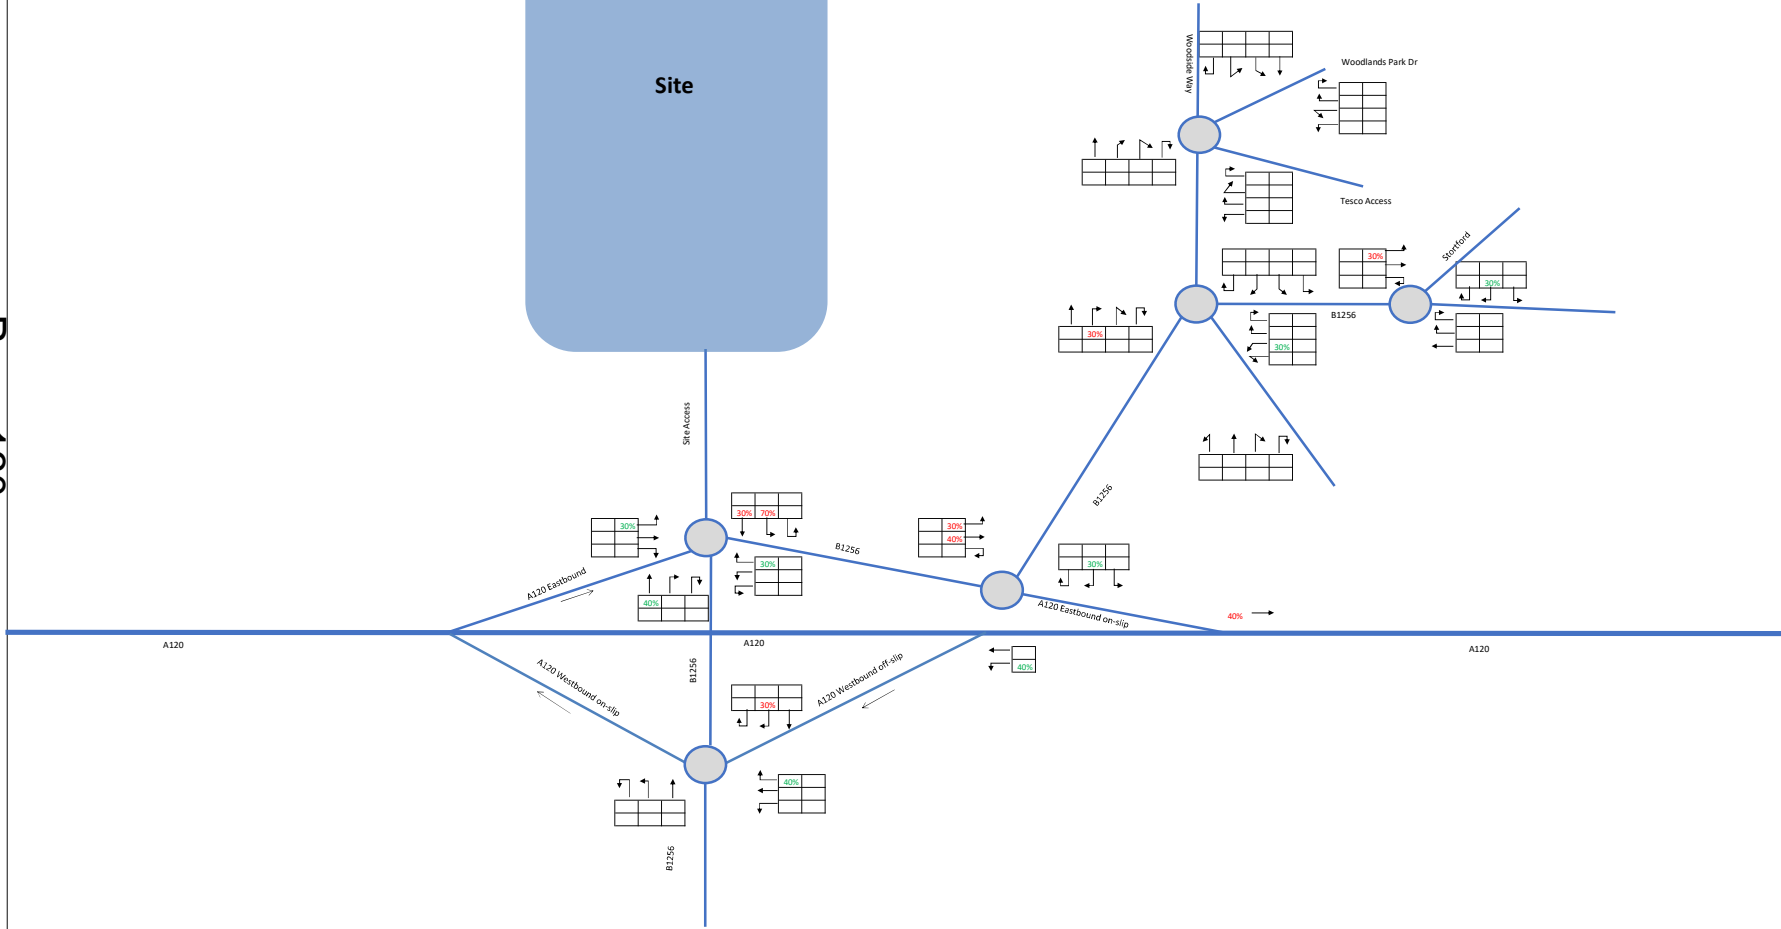 Woodside Way
Woodlands Park Dr
Site
Tesco Access
Stortford
30%
30%
B1256
30%
30%
Site Access
B1256
30% 70%
30%
30%
40%
B1256
30%
30%
A120 Eastbound
40%
A120 Eastbound on-slip
40%
A120
A120
A120
B1256
A120 Westbound on-slip
A120 Westbound off-slip
40%
30%
40%
B1256